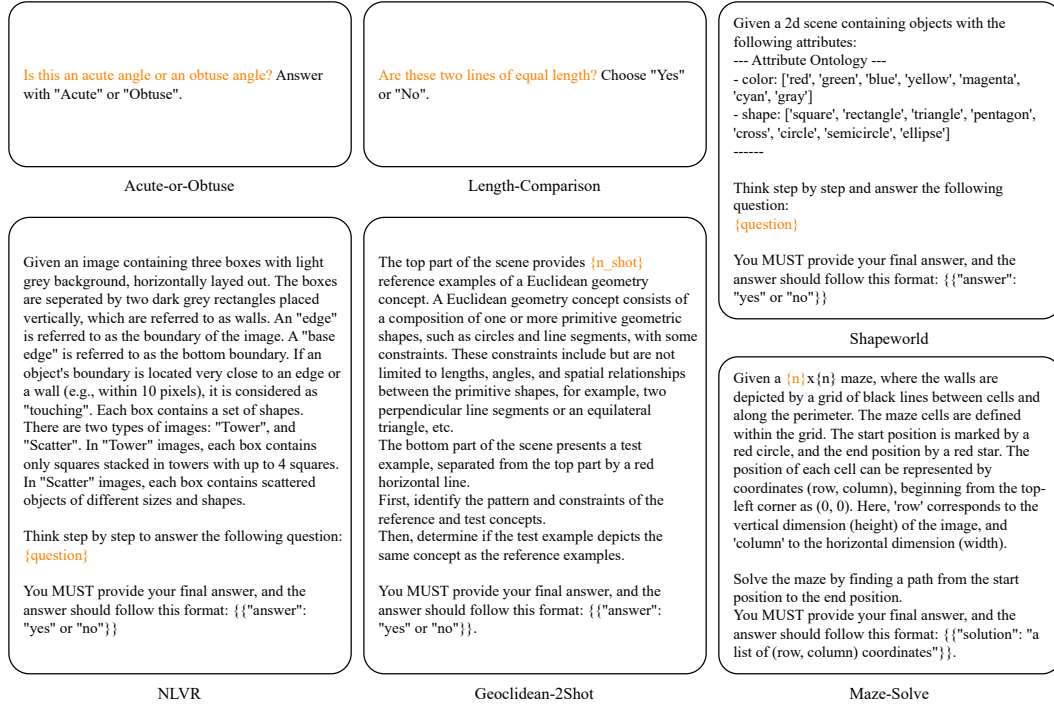 Is this an acute angle or an obtuse angle? Answer
with "Acute" or "Obtuse".
Acute-or-Obtuse
Are these two lines of equal length? Choose "Yes"
or "No".
Length-Comparison
Given a 2d scene containing objects with the
following attributes:
--- Attribute Ontology ---
- color: ['red', 'green', 'blue', 'yellow', 'magenta',
'cyan', 'gray']
- shape: ['square', 'rectangle', 'triangle', 'pentagon',
'cross', 'circle', 'semicircle', 'ellipse']
------
Think step by step and answer the following
question:
{question}
You MUST provide your final answer, and the
answer should follow this format: {{"answer":
"yes" or "no"}}
Shapeworld
Given an image containing three boxes with light
grey background, horizontally layed out. The boxes
are seperated by two dark grey rectangles placed
vertically, which are referred to as walls. An "edge"
is referred to as the boundary of the image. A "base
edge" is referred to as the bottom boundary. If an
object's boundary is located very close to an edge or
a wall (e.g., within 10 pixels), it is considered as
"touching". Each box contains a set of shapes.
There are two types of images: "Tower", and
"Scatter". In "Tower" images, each box contains
only squares stacked in towers with up to 4 squares.
In "Scatter" images, each box contains scattered
objects of different sizes and shapes.
Think step by step to answer the following question:
{question}
You MUST provide your final answer, and the
answer should follow this format: {{"answer":
"yes" or "no"}}
NLVR
The top part of the scene provides {n_shot}
reference examples of a Euclidean geometry
concept. A Euclidean geometry concept consists of
a composition of one or more primitive geometric
shapes, such as circles and line segments, with some
constraints. These constraints include but are not
limited to lengths, angles, and spatial relationships
between the primitive shapes, for example, two
perpendicular line segments or an equilateral
triangle, etc.
The bottom part of the scene presents a test
example, separated from the top part by a red
horizontal line.
First, identify the pattern and constraints of the
reference and test concepts.
Then, determine if the test example depicts the
same concept as the reference examples.
You MUST provide your final answer, and the
answer should follow this format: {{"answer":
"yes" or "no"}}.
Geoclidean-2Shot
Given a {n}x{n} maze, where the walls are
depicted by a grid of black lines between cells and
along the perimeter. The maze cells are defined
within the grid. The start position is marked by a
red circle, and the end position by a red star. The
position of each cell can be represented by
coordinates (row, column), beginning from the top-
left corner as (0, 0). Here, 'row' corresponds to the
vertical dimension (height) of the image, and
'column' to the horizontal dimension (width).
Solve the maze by finding a path from the start
position to the end position.
You MUST provide your final answer, and the
answer should follow this format: {{"solution": "a
list of (row, column) coordinates"}}.
Maze-Solve